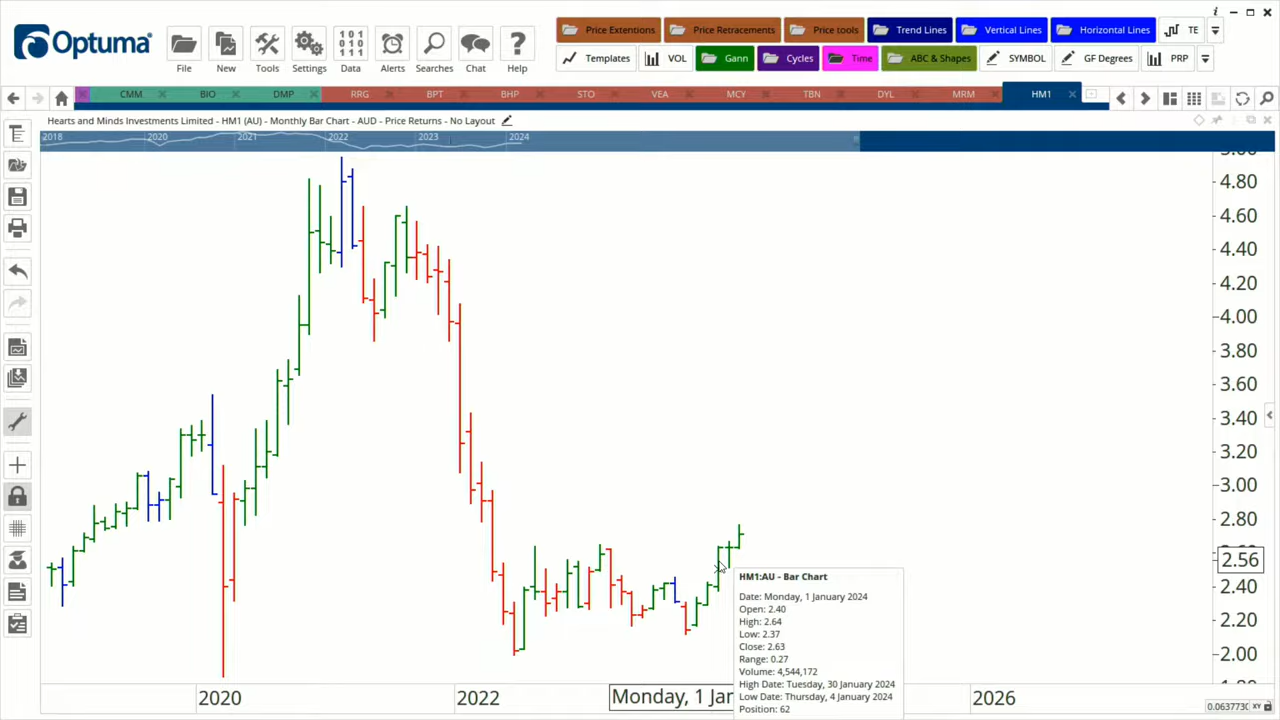 Optuma
File
New
Tools
Settings
Data
Alerts
Searches
Chat
Help
Price Extentions
Price Retracements
Price tools
Trend Lines
Vertical Lines
Horizontal Lines
TE
Templates
VOL
Gann
Cycles
Time
ABC & Shapes
SYMBOL
GF Degrees
PRP
CMM
BIO
DMP
RRG
BPT
BHP
STO
VEA
MCY
TBN
DYL
MRM
HM1
Hearts and Minds Investments Limited - HM1 (AU) - Monthly Bar Chart - AUD - Price Returns - No Layout
2018
2020
2021
2022
2023
2024
4.80
4.60
4.40
4.20
4.00
3.80
3.60
3.40
3.20
3.00
2.80
2.56
2.40
2.20
2.00
HM1:AU - Bar Chart
Date: Monday, 1 January 2024
Open: 2.40
High: 2.64
Low: 2.37
Close: 2.63
Range: 0.27
Volume: 4,544,172
High Date: Tuesday, 30 January 2024
Low Date: Thursday, 4 January 2024
Position: 62
2020
2022
Monday, 1 Jar
2026
0.0637730
XY